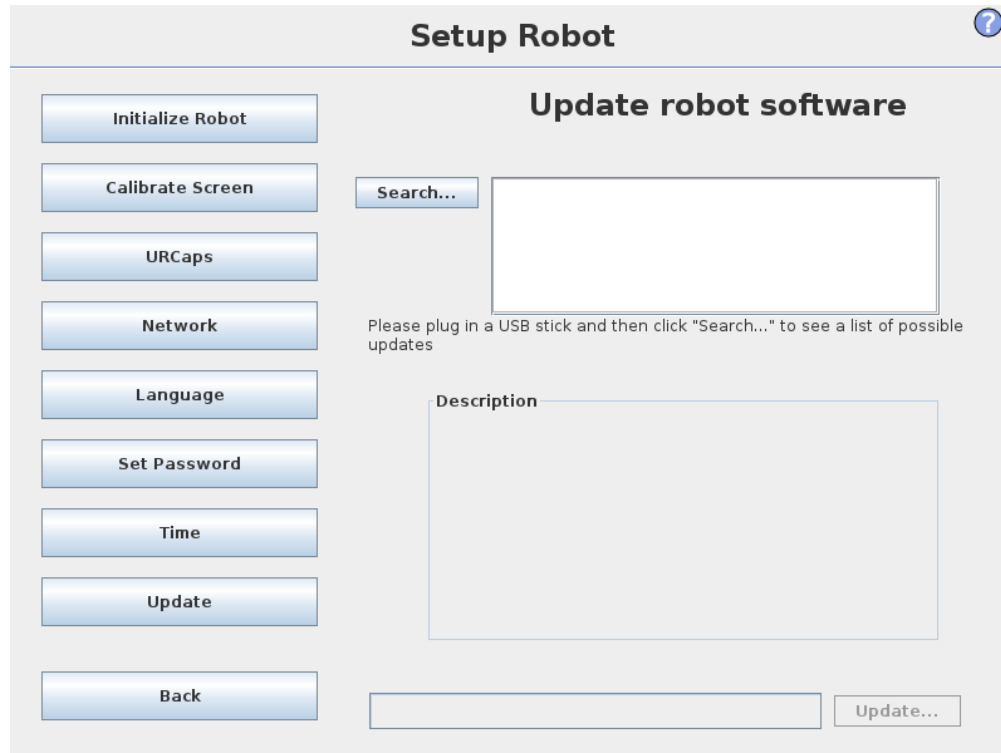 Setup Robot
?
Initialize Robot
Calibrate Screen
URCaps
Network
Language
Set Password
Time
Update
Back
Update robot software
Search...
Please plug in a USB stick and then click "Search..." to see a list of possible
updates
Description
Update...